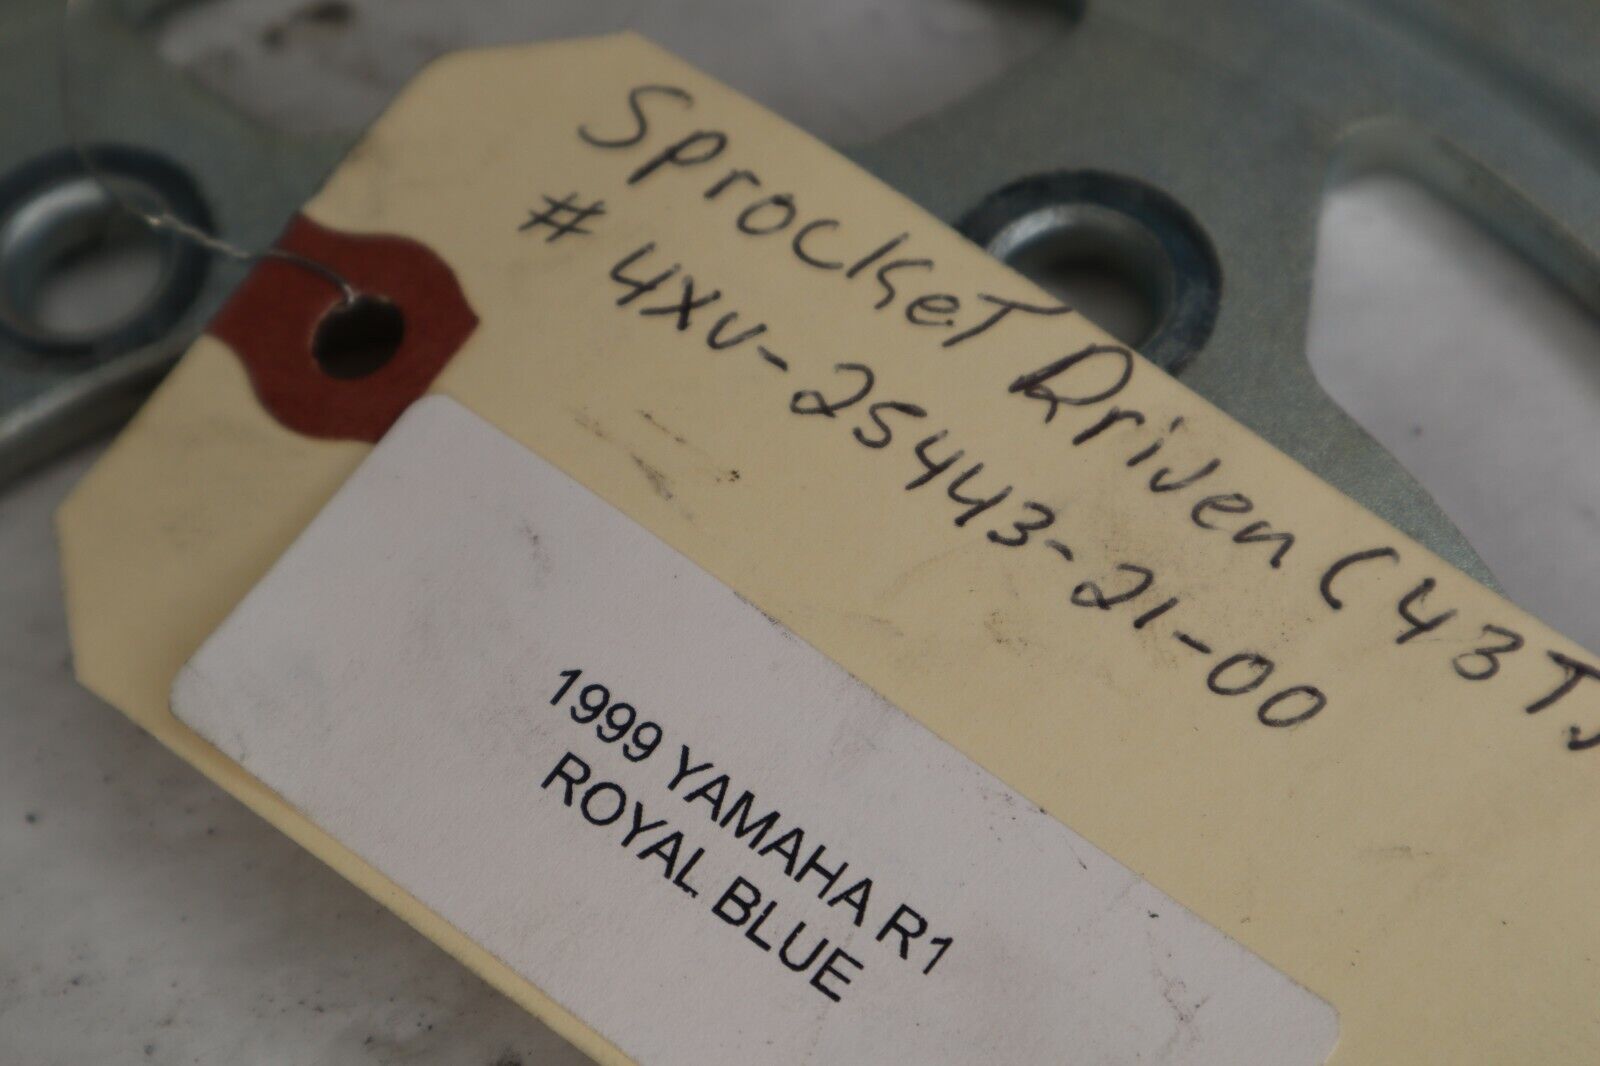 Sprocket Driven (43T)
# 4XV-25443-21-00
1999 YAMAHA R1
ROYAL BLUE